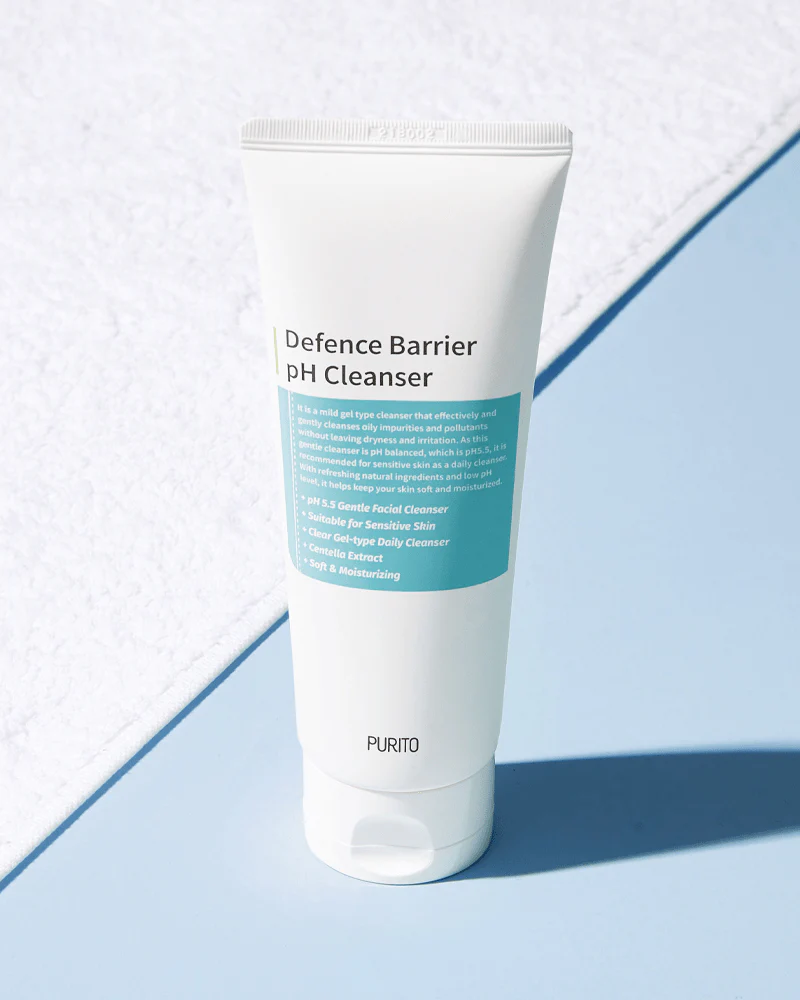 218002
Defence Barrier
pH Cleanser
It is a mild gel type cleanser that effectively and
gently cleanses oily impurities and pollutants
without leaving dryness and irritation. As this
gentle cleanser is pH balanced, which is pH5.5, it is
recommended for sensitive skin as a daily cleanser.
With refreshing natural ingredients and low pH
level, it helps keep your skin soft and moisturized.
• pH 5.5 Gentle Facial Cleanser
• Suitable for Sensitive Skin
• Clear Gel-type Daily Cleanser
• Centella Extract
• Soft & Moisturizing
PURITO